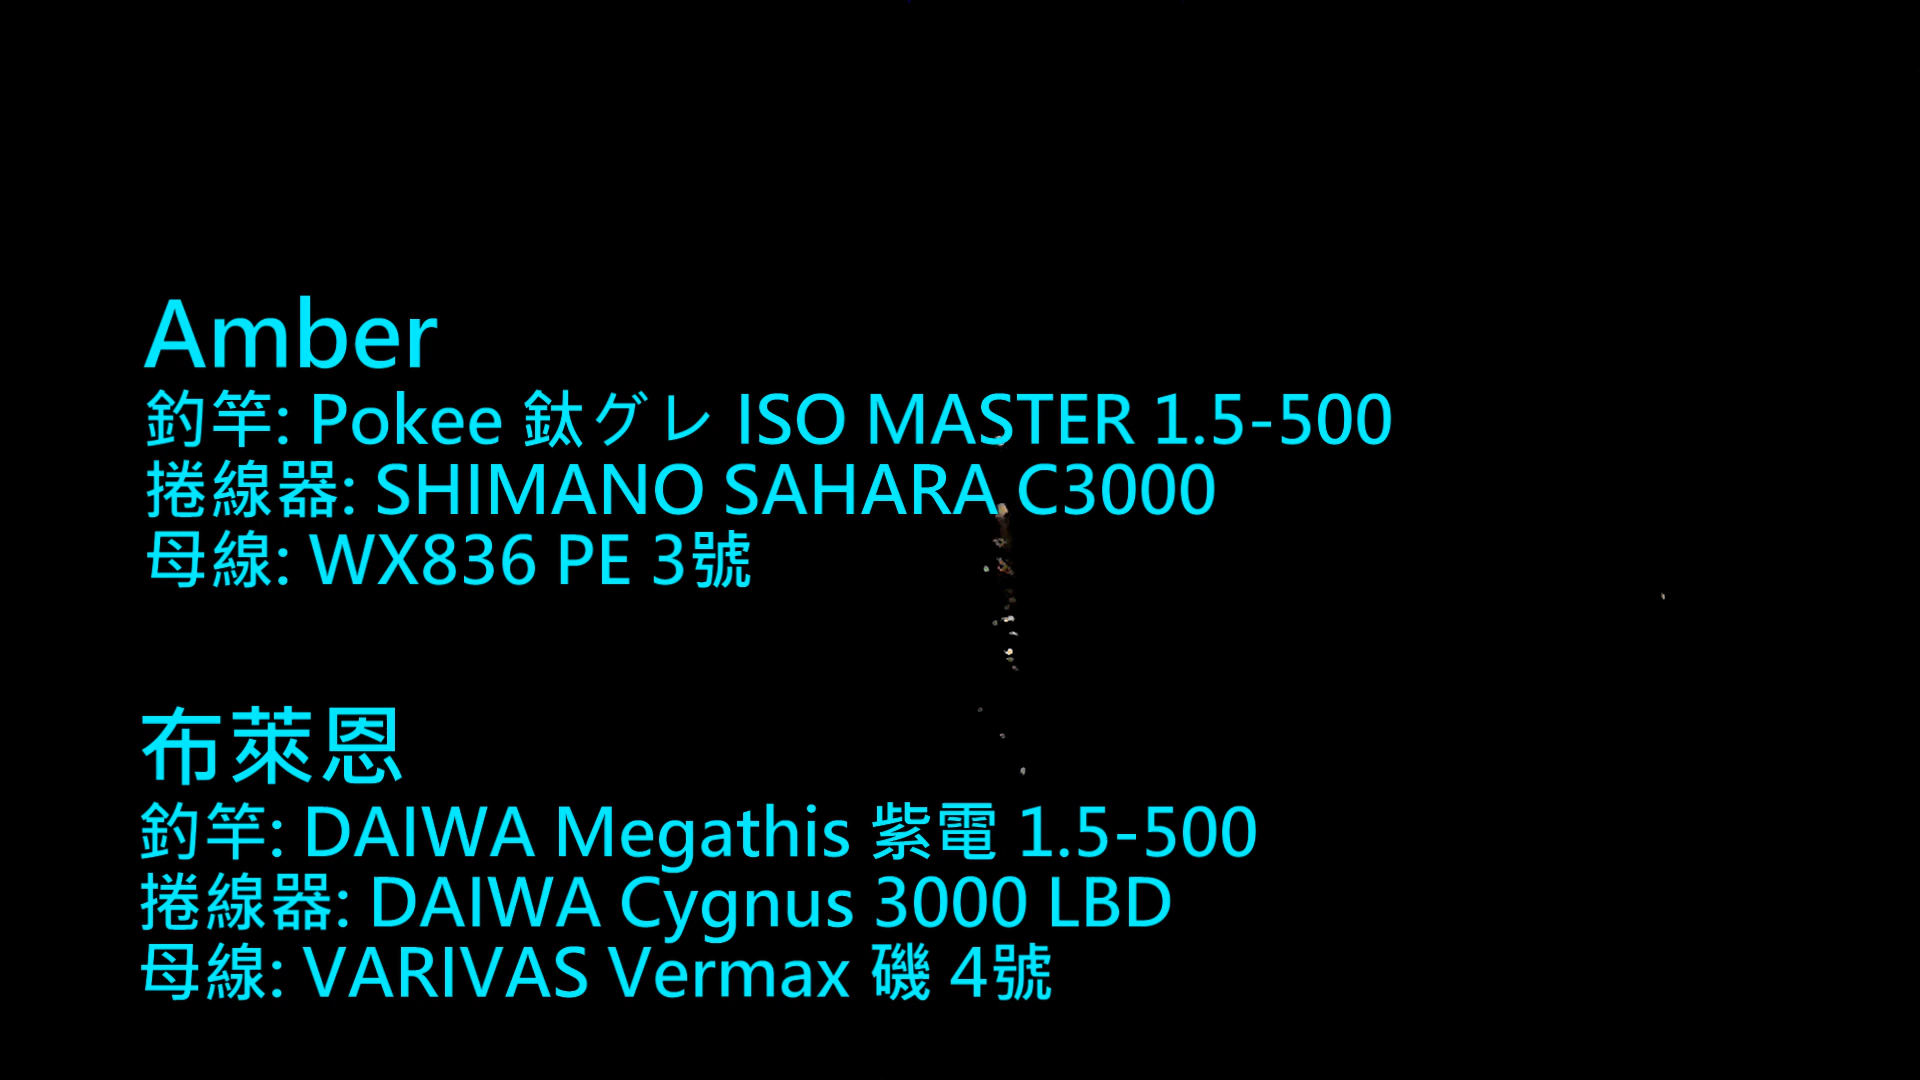 Amber
釣竿: Pokee 鈦グレ ISO MASTER 1.5-500
捲線器: SHIMANO SAHARA C3000
母線: WX836 PE 3號
布萊恩
釣竿: DAIWA Megathis 紫電 1.5-500
捲線器: DAIWA Cygnus 3000 LBD
母線: VARIVAS Vermax 磯 4號